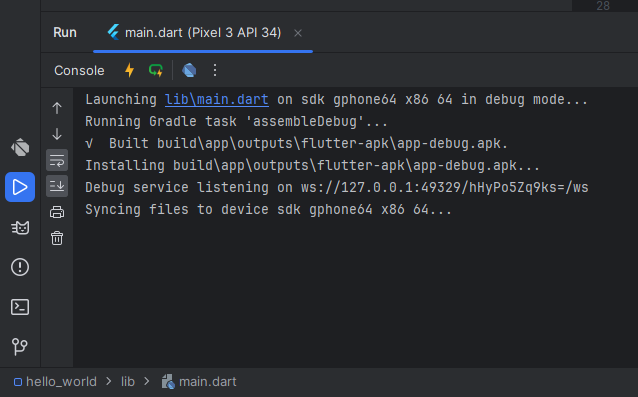 28
Run main.dart (Pixel 3 API 34)
Console
Launching lib\main.dart on sdk gphone64 x86 64 in debug mode...
Running Gradle task 'assembleDebug'...
√  Built build\app\outputs\flutter-apk\app-debug.apk.
Installing build\app\outputs\flutter-apk\app-debug.apk...
Debug service listening on ws://127.0.0.1:49329/hHyPo5Zq9ks=/ws
Syncing files to device sdk gphone64 x86 64...
hello_world > lib > main.dart